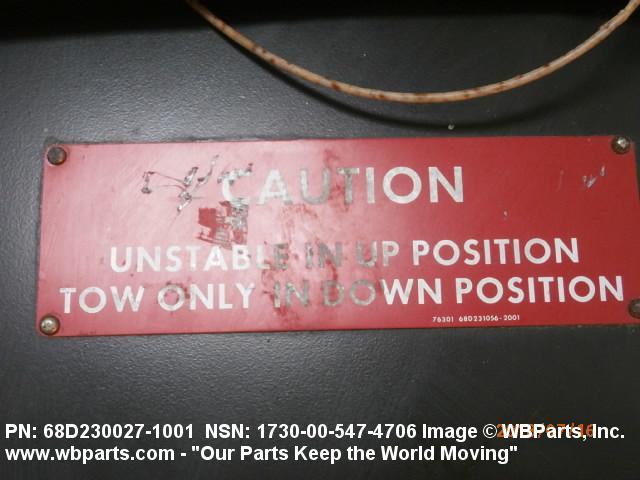 CAUTION
UNSTABLE IN UP POSITION
TOW ONLY IN DOWN POSITION
76301 68D231056-2001
PN: 68D230027-1001 NSN: 1730-00-547-4706 Image ©WBParts, Inc.
www.wbparts.com - "Our Parts Keep the World Moving"